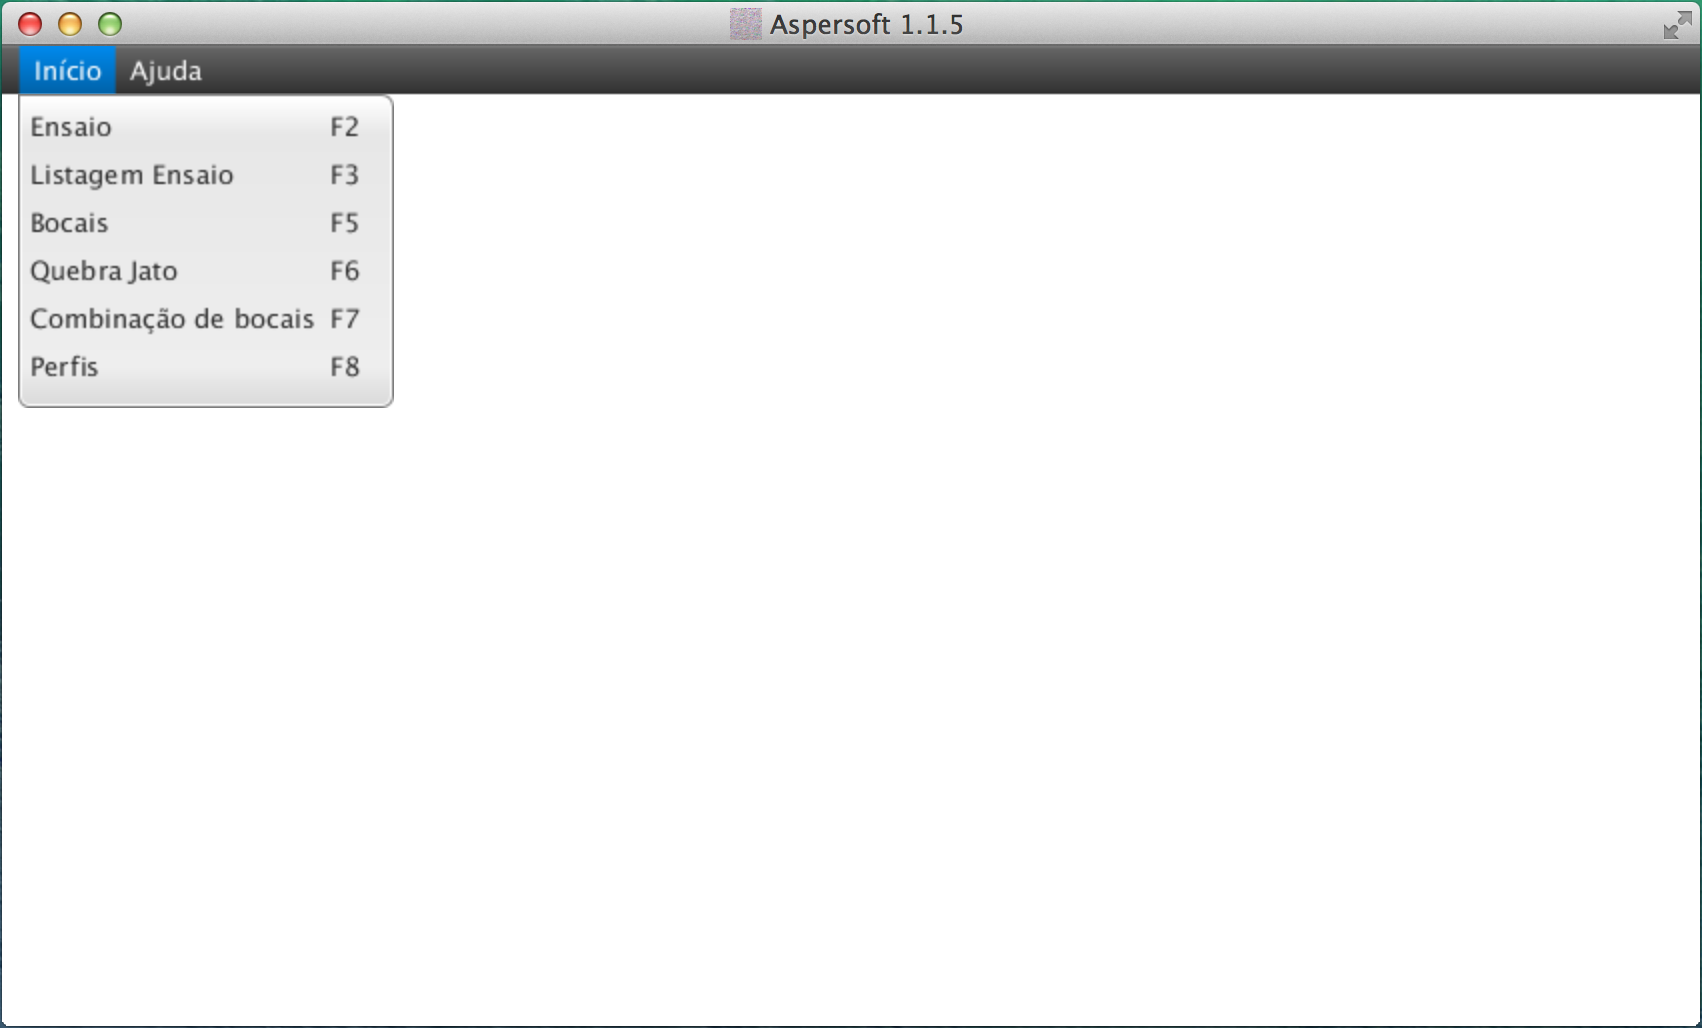 Aspersoft 1.1.5
Início Ajuda
Ensaio F2
Listagem Ensaio F3
Bocais F5
Quebra Jato F6
Combinação de bocais F7
Perfis F8